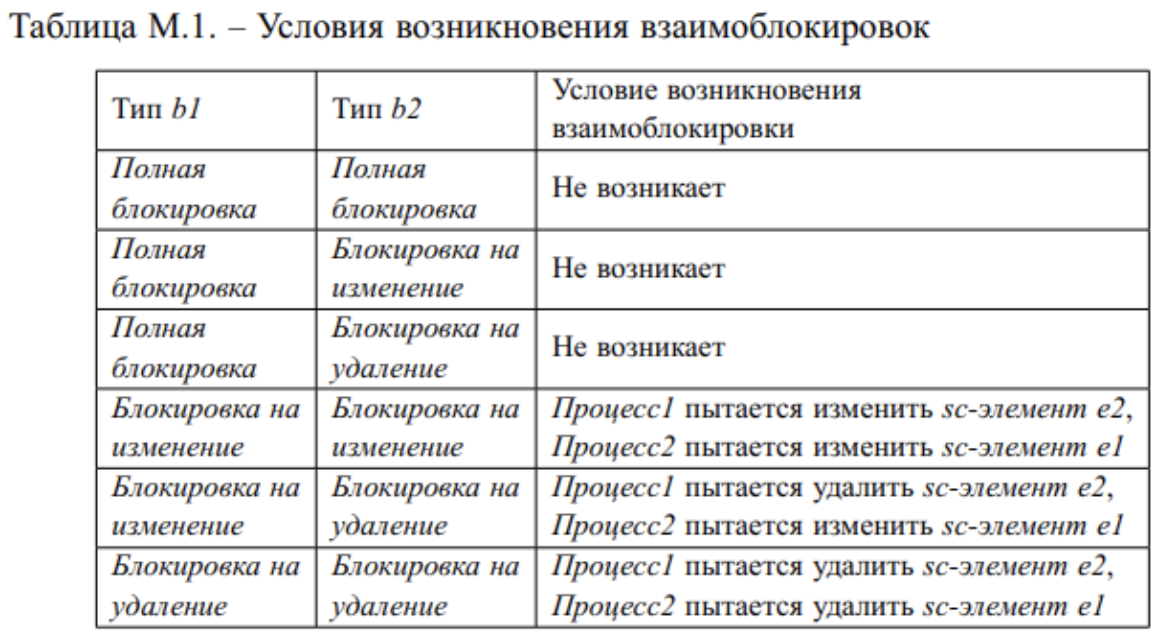 Таблица М.1. – Условия возникновения взаимоблокировок
Тип b1
Тип b2
Условие возникновения
взаимоблокировки
Полная
блокировка
Полная
блокировка
Не возникает
Полная
блокировка
Блокировка на
изменение
Не возникает
Полная
блокировка
Блокировка на
удаление
Не возникает
Блокировка на
изменение
Блокировка на
изменение
Процесс1 пытается изменить sc-элемент e2,
Процесс2 пытается изменить sc-элемент e1
Блокировка на
изменение
Блокировка на
удаление
Процесс1 пытается удалить sc-элемент e2,
Процесс2 пытается изменить sc-элемент e1
Блокировка на
удаление
Блокировка на
удаление
Процесс1 пытается удалить sc-элемент e2,
Процесс2 пытается удалить sc-элемент e1